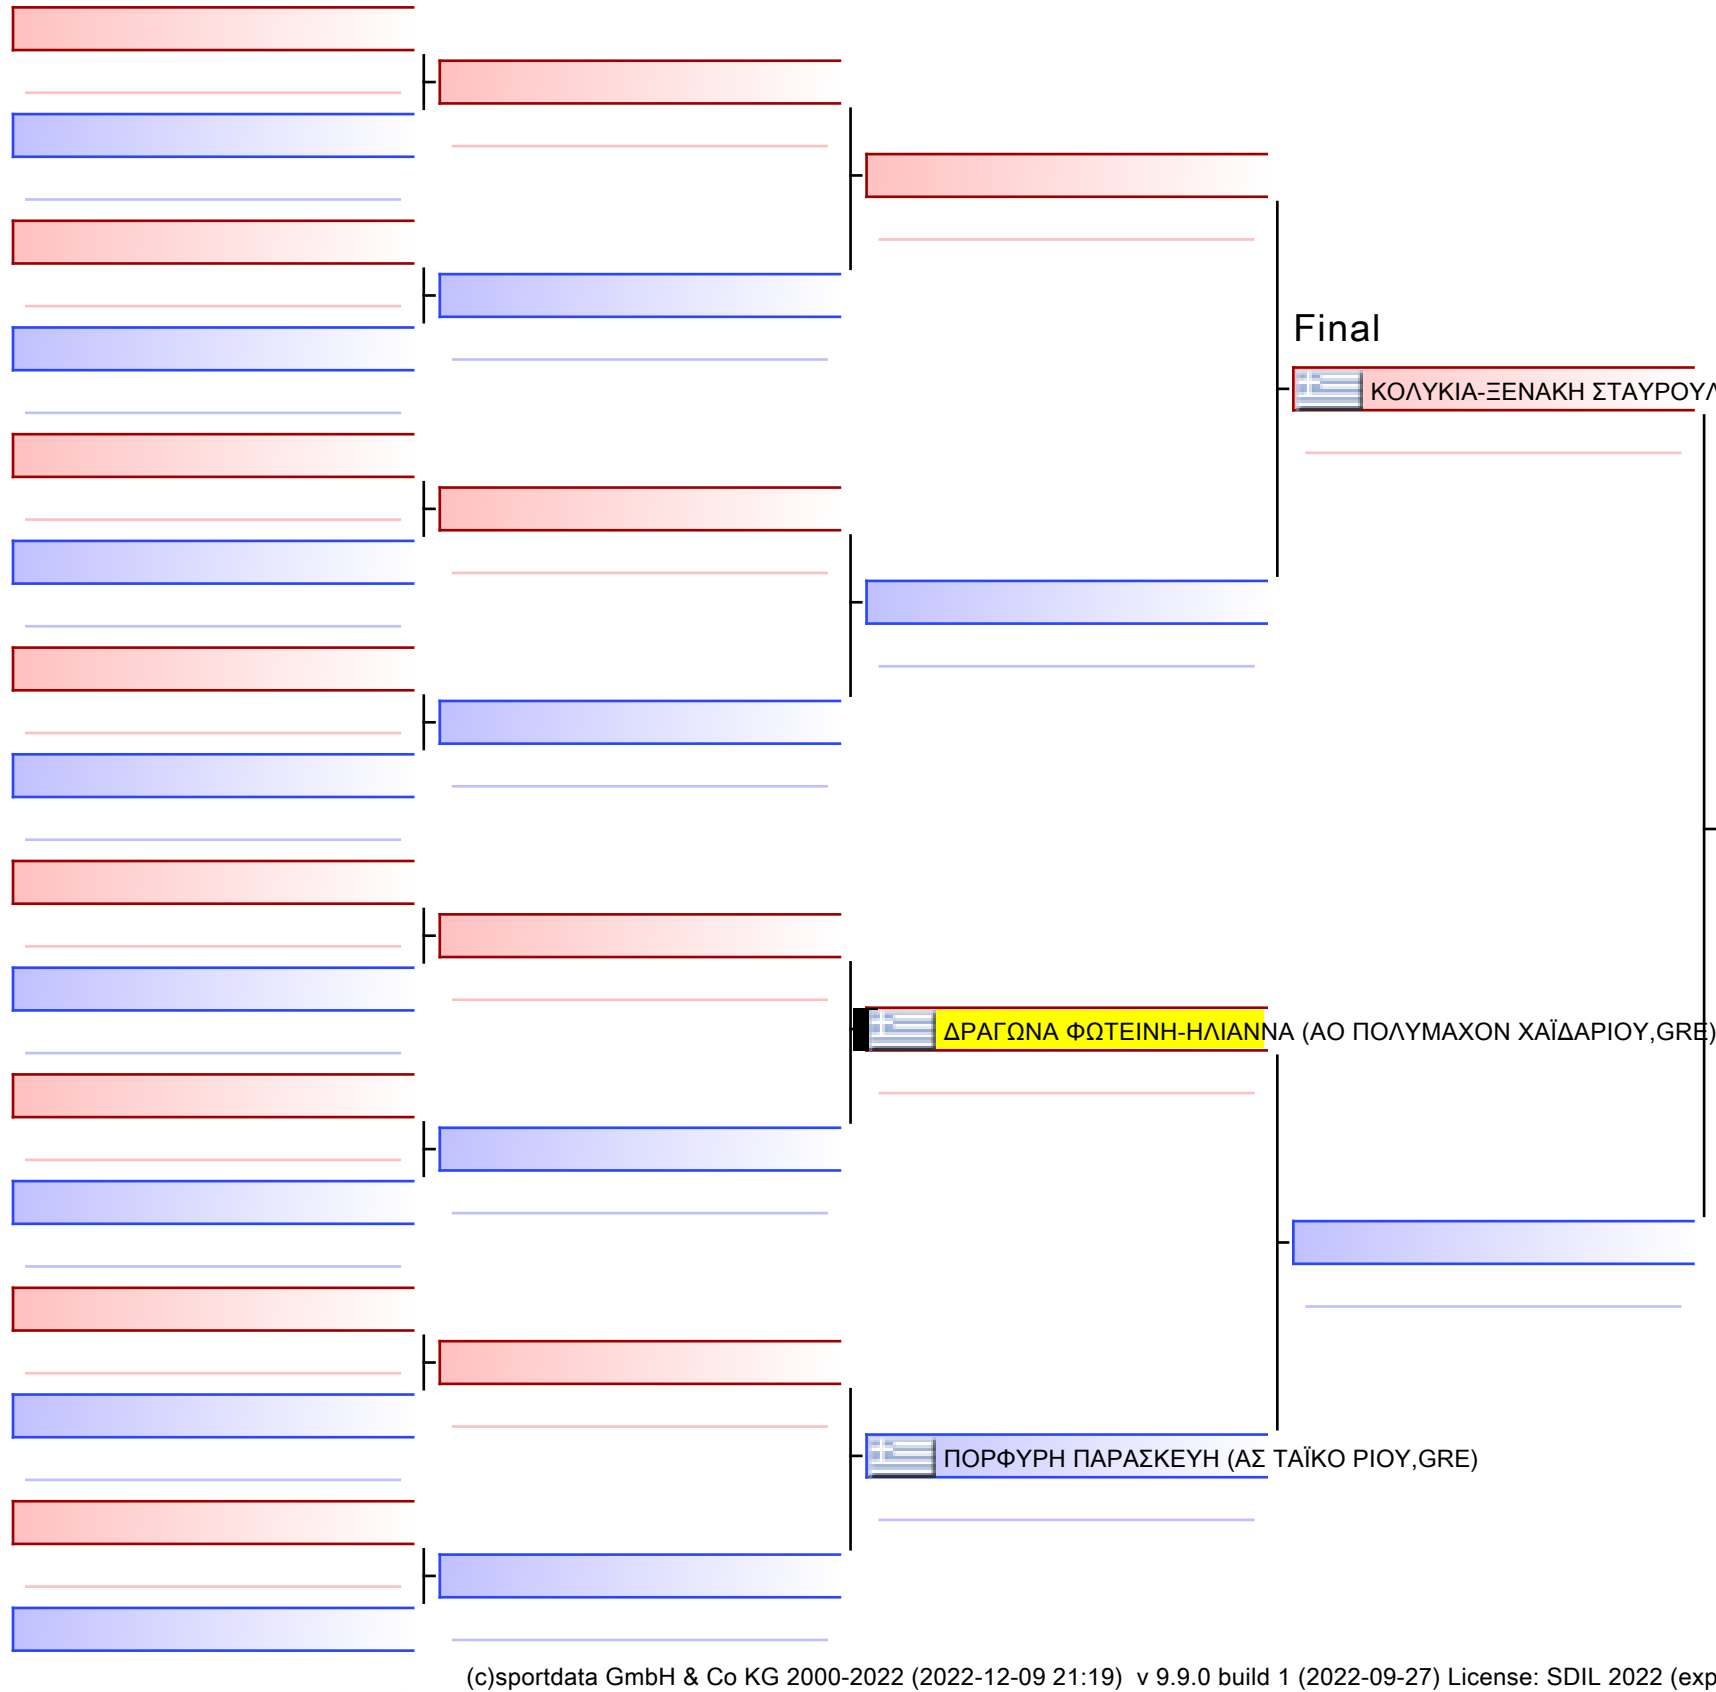 Final
ΚΟΛΥΚΙΑ-ΞΕΝΑΚΗ
ΔΡΑΓΩΝΑ ΦΩΤΕΙΝΗ-ΗΛΙΑΝΝΑ (ΑΟ ΠΟΛΥΜΑΧΟΝ ΧΑΪΔΑΡΙΟΥ,GRE)
ΠΟΡΦΥΡΗ ΠΑΡΑΣΚΕΥΗ (ΑΣ ΤΑΪΚΟ ΡΙΟΥ,GRE)
(c)sportdata GmbH & Co KG 2000-2022 (2022-12-09 21:19) v 9.9.0 build 1 (2022-09-27) License: SDIL 2022